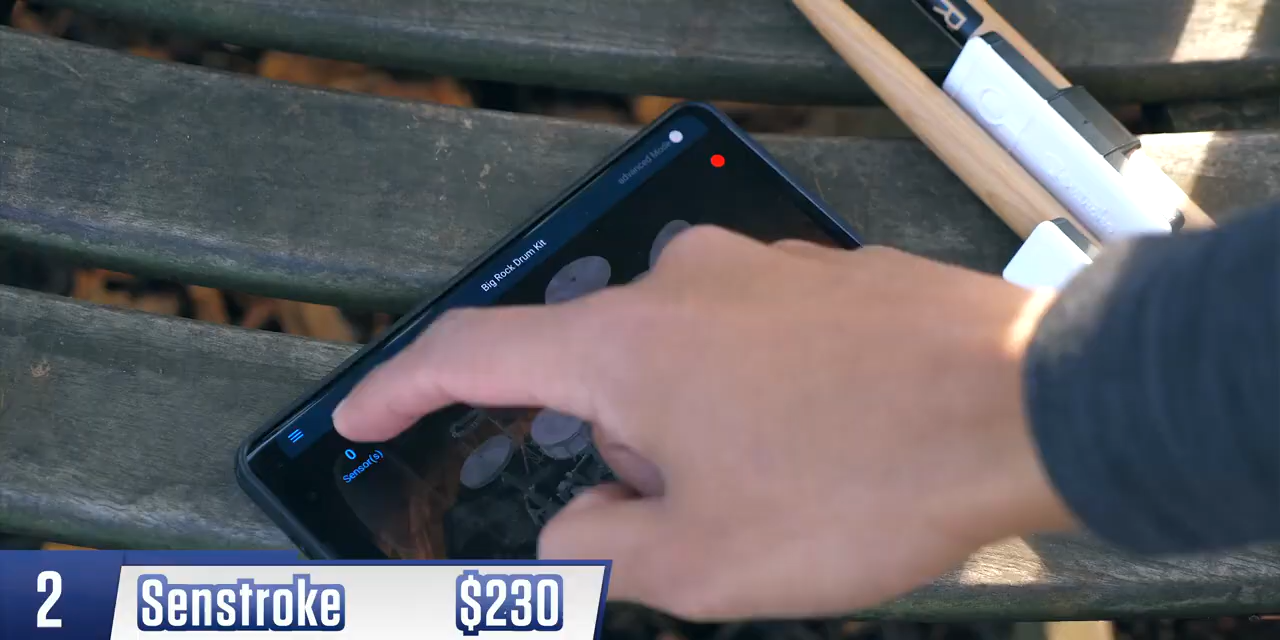 R
advanced Mode
Big Rock Drum Kit
0
Sensor(s)
2
Senstroke
$230